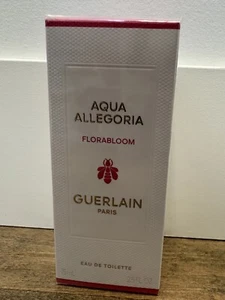 AQUA
ALLEGORIA
FLORABLOOM
GUERLAIN
PARIS
EAU DE TOILETTE